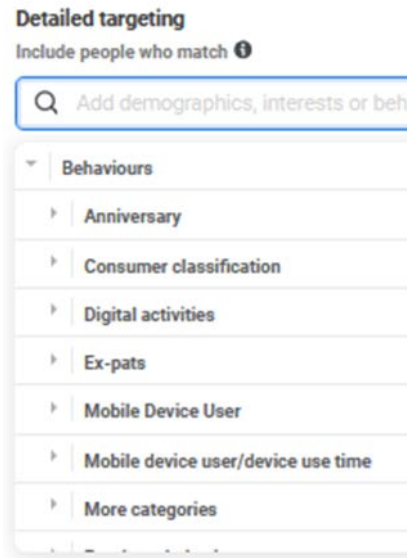 Detailed targeting
Include people who match
Add demographics, interests or beh
Behaviours
Anniversary
Consumer classification
Digital activities
Ex-pats
Mobile Device User
Mobile device user/device use time
More categories